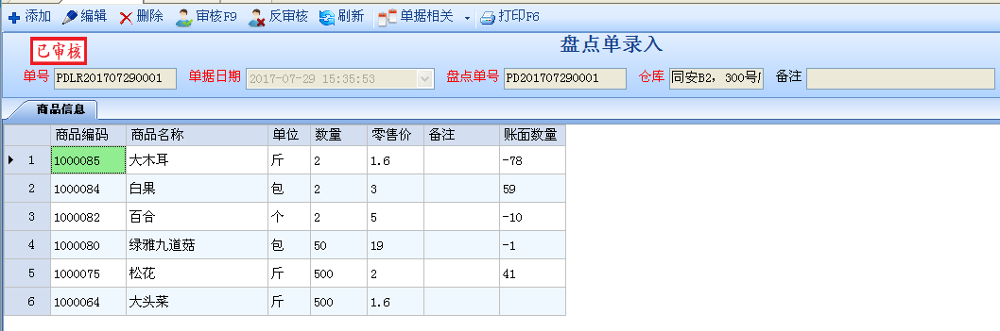 添加 编辑 删除 审核F9 反审核 刷新 单据相关 打印F6
盘点单录入
已审核
单号 PDLR201707290001 单据日期 2017-07-29 15:35:53 盘点单号 PD201707290001 仓库 同安B2，300号 备注
商品信息
商品编码 商品名称 单位 数量 零售价 备注 账面数量
1 1000085 大木耳 斤 2 1.6 -78
2 1000084 白果 包 2 3 59
3 1000082 百合 个 2 5 -10
4 1000080 绿雅九道菇 包 50 19 -1
5 1000075 松花 斤 500 2 41
6 1000064 大头菜 斤 500 1.6